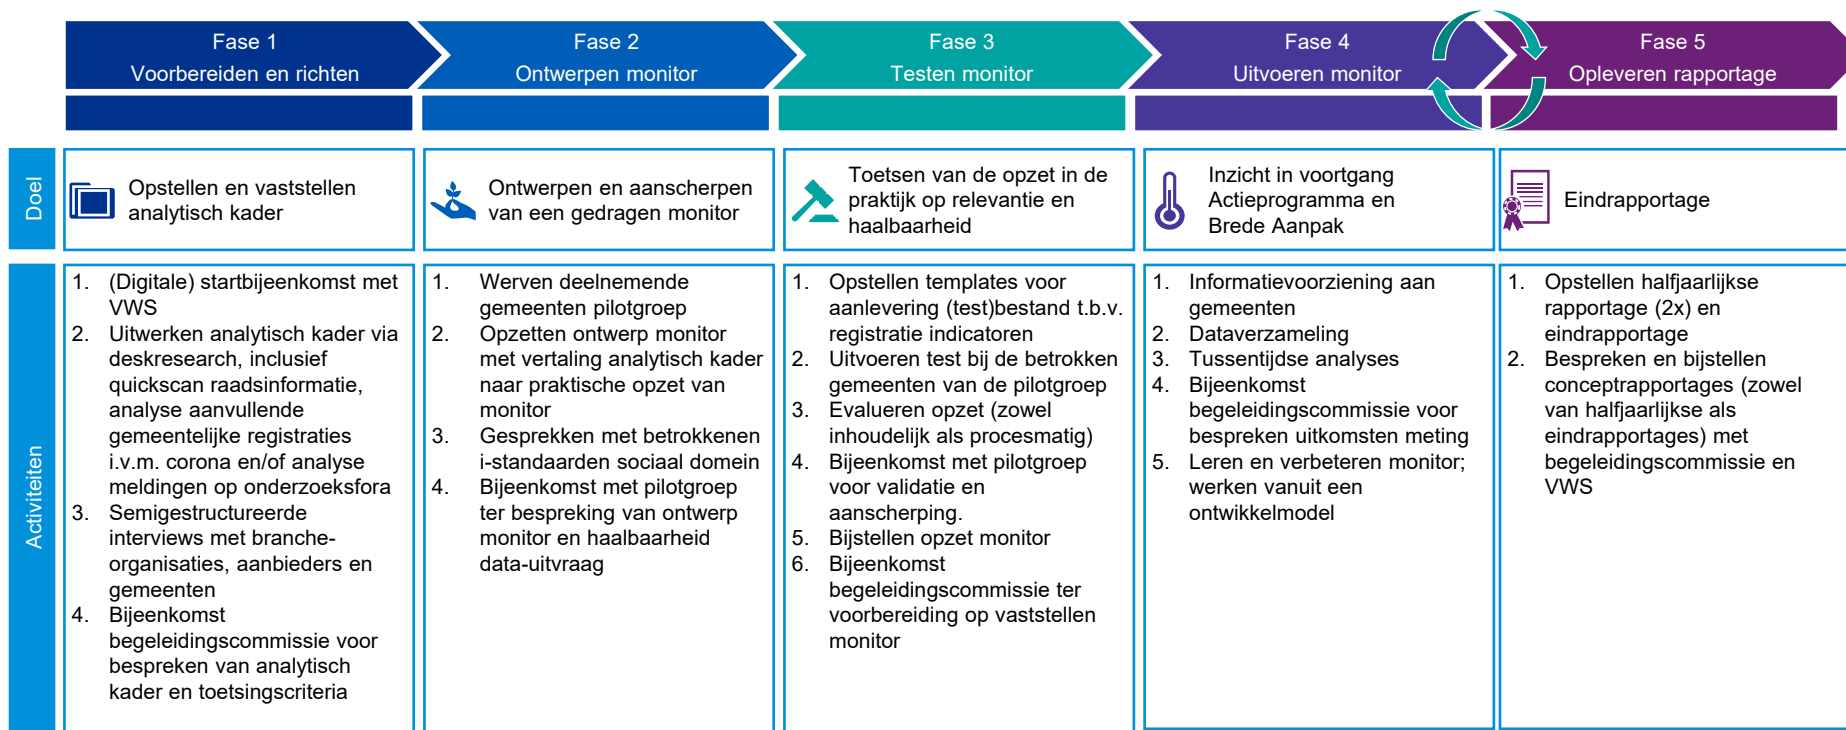 Fase 1
Voorbereiden en richten
Fase 2
Ontwerpen monitor
Fase 3
Testen monitor
Fase 4
Uitvoeren monitor
Fase 5
Opleveren rapportage
Doel
Opstellen en vaststellen
analytisch kader
Ontwerpen en aanscherpen
van een gedragen monitor
Toetsen van de opzet in de
praktijk op relevantie en
haalbaarheid
Inzicht in voortgang
Actieprogramma en
Brede Aanpak
Eindrapportage
Activiteiten
1. (Digitale) startbijeenkomst met
VWS
2. Uitwerken analytisch kader via
deskresearch, inclusief
quickscan raadsinformatie,
analyse aanvullende
gemeentelijke registraties
i.v.m. corona en/of analyse
meldingen op onderzoeksfora
3. Semigestructureerde
interviews met branche-
organisaties, aanbieders en
gemeenten
4. Bijeenkomst
begeleidingscommissie voor
bespreken van analytisch
kader en toetsingscriteria
1. Werven deelnemende
gemeenten pilotgroep
2. Opzetten ontwerp monitor
met vertaling analytisch kader
naar praktische opzet van
monitor
3. Gesprekken met betrokkenen
i-standaarden sociaal domein
4. Bijeenkomst met pilotgroep
ter bespreking van ontwerp
monitor en haalbaarheid
data-uitvraag
1. Opstellen templates voor
aanlevering (test)bestand t.b.v.
registratie indicatoren
2. Uitvoeren test bij de betrokken
gemeenten van de pilotgroep
3. Evalueren opzet (zowel
inhoudelijk als procesmatig)
4. Bijeenkomst met pilotgroep
voor validatie en
aanscherping.
5. Bijstellen opzet monitor
6. Bijeenkomst
begeleidingscommissie ter
voorbereiding op vaststellen
monitor
1. Informatievoorziening aan
gemeenten
2. Dataverzameling
3. Tussentijdse analyses
4. Bijeenkomst
begeleidingscommissie voor
bespreken uitkomsten meting
5. Leren en verbeteren monitor;
werken vanuit een
ontwikkelmodel
1. Opstellen halfjaarlijkse
rapportage (2x) en
eindrapportage
2. Bespreken en bijstellen
conceptrapportages (zowel
van halfjaarlijkse als
eindrapportages) met
begeleidingscommissie en
VWS